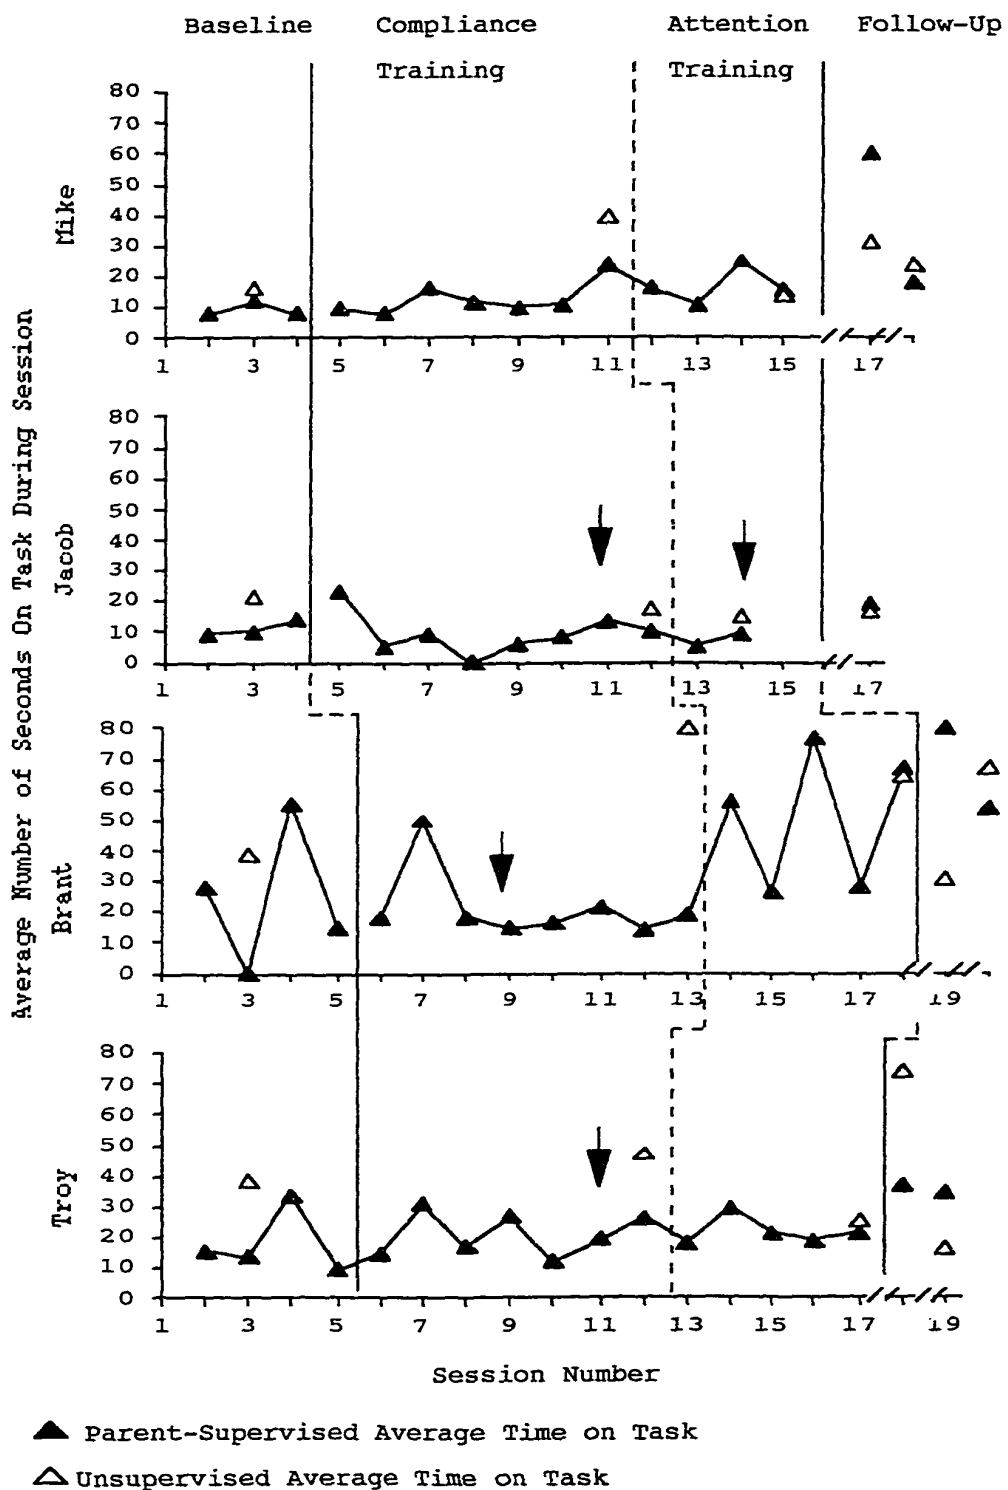 Baseline Compliance Attention Follow-Up
Training Training
Average Number of Seconds On Task During Session
Mike
80
70
60
50
40
30
20
10
0
1 3 5 7 9 11 13 15 17
Jacob
80
70
60
50
40
30
20
10
0
1 3 5 7 9 11 13 15 17
Brant
80
70
60
50
40
30
20
10
0
1 3 5 7 9 11 13 15 17 19
Troy
80
70
60
50
40
30
20
10
0
1 3 5 7 9 11 13 15 17 19
Session Number
Parent-Supervised Average Time on Task
Unsupervised Average Time on Task